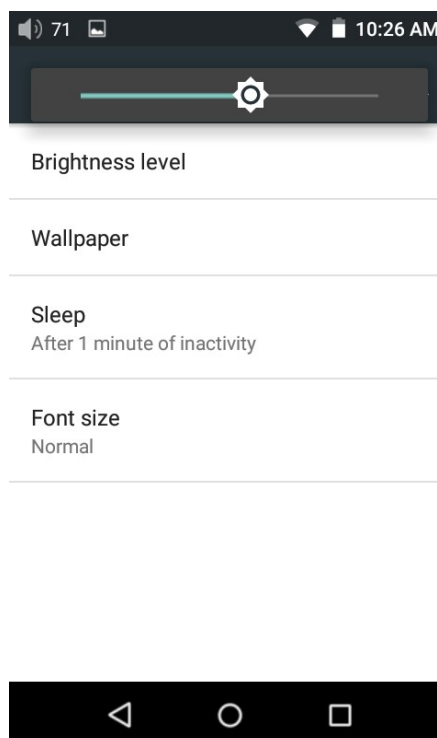 71
10:26 AM
Brightness level
Wallpaper
Sleep
After 1 minute of inactivity
Font size
Normal